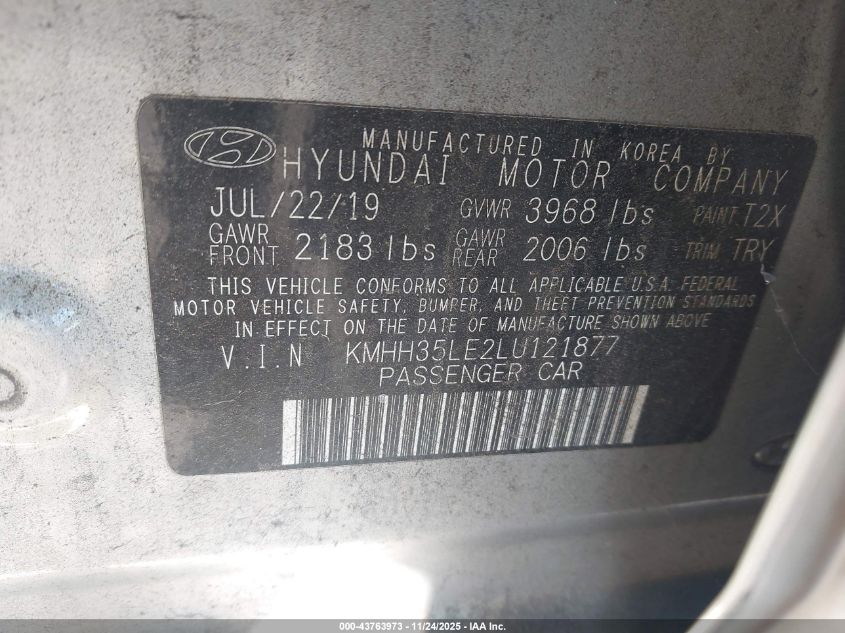 MANUFACTURED IN KOREA BY
HYUNDAI MOTOR COMPANY
JUL/22/19 GVWR 3968 lbs PAINT T2X
GAWR FRONT 2183 lbs GAWR REAR 2006 lbs TRIM TRY
THIS VEHICLE CONFORMS TO ALL APPLICABLE U.S.A. FEDERAL
MOTOR VEHICLE SAFETY, BUMPER, AND THEFT PREVENTION STANDARDS
IN EFFECT ON THE DATE OF MANUFACTURE SHOWN ABOVE
V.I.N KMHH35LE2LU121877
PASSENGER CAR
000-43763973 - 11/24/2025 - IAA Inc.